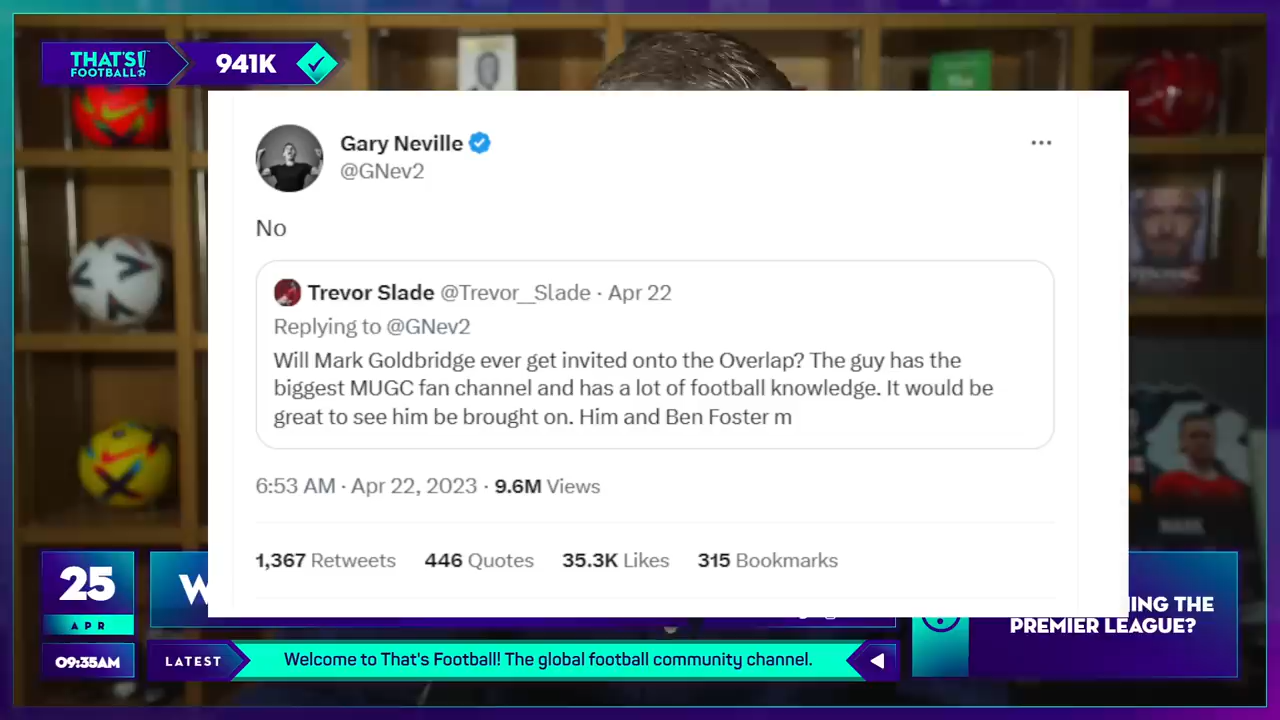 THAT'S!
FOOTBALL
941K
Gary Neville
@GNev2
No
Trevor Slade @Trevor__Slade · Apr 22
Replying to @GNev2
Will Mark Goldbridge ever get invited onto the Overlap? The guy has the
biggest MUGC fan channel and has a lot of football knowledge. It would be
great to see him be brought on. Him and Ben Foster m
6:53 AM · Apr 22, 2023 · 9.6M Views
1,367 Retweets 446 Quotes 35.3K Likes 315 Bookmarks
25
APR
09:35AM
W
ING THE
PREMIER LEAGUE?
LATEST
Welcome to That's Football! The global football community channel.